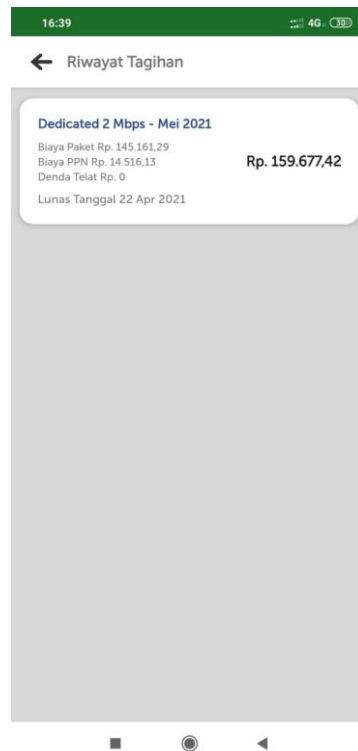 16:39
4G
30
Riwayat Tagihan
Dedicated 2 Mbps - Mei 2021
Biaya Paket Rp. 145.161,29
Biaya PPN Rp. 14.516,13
Rp. 159.677,42
Denda Telat Rp. 0
Lunas Tanggal 22 Apr 2021